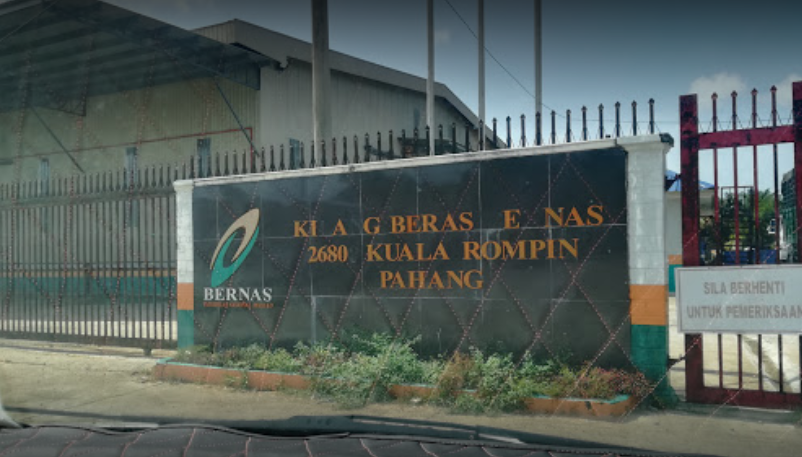 KI A G BERAS E NAS
2680 KUALA ROMPIN
PAHANG
BERNAS
SILA BERHENTI
UNTUK PEMERIKSAAN